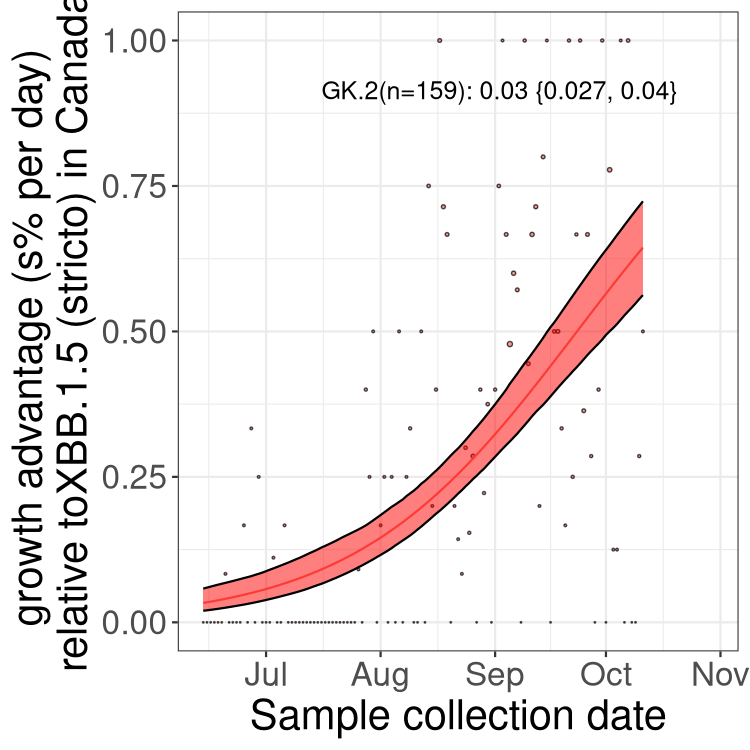 growth advantage (s% per day)
relative toXBB.1.5 (stricto) in Canada
1.00
0.75
0.50
0.25
0.00
GK.2(n=159): 0.03 {0.027, 0.04}
Jul Aug Sep Oct Nov
Sample collection date